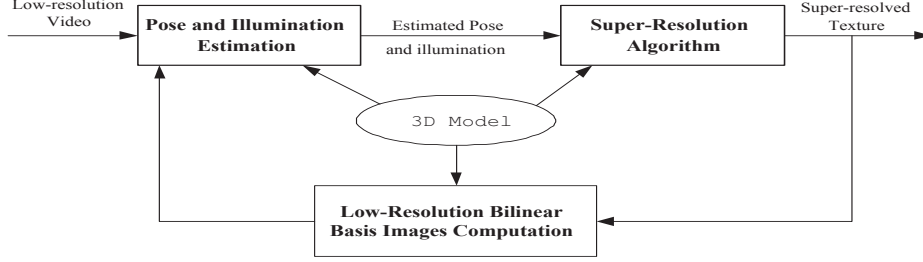 Low-resolution
Video
Pose and Illumination
Estimation
Estimated Pose
and illumination
Super-Resolution
Algorithm
Super-resolved
Texture
3D Model
Low-Resolution Bilinear
Basis Images Computation